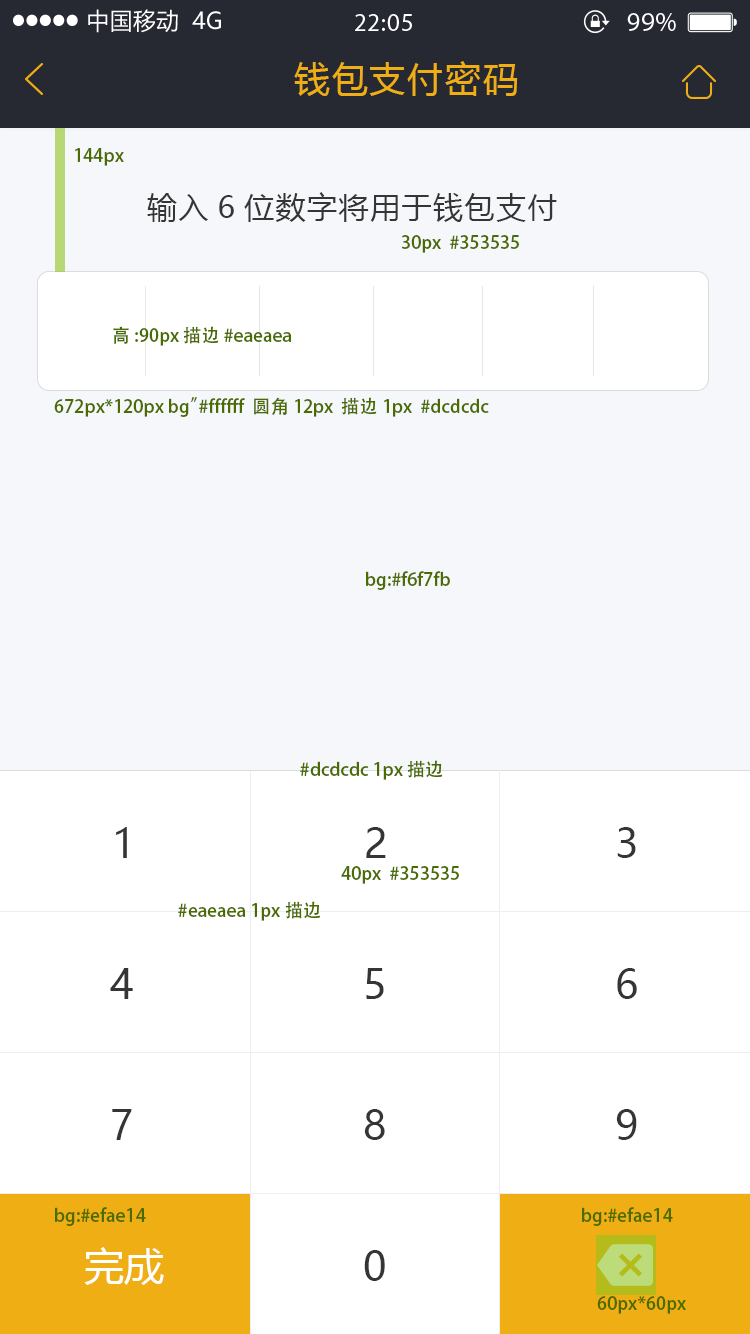 中国移动 4G 22:05 99%
钱包支付密码
144px
输入 6 位数字将用于钱包支付
30px #353535
高 :90px 描边 #eaeaea
672px*120px bg"#ffffff 圆角 12px 描边 1px #dcdcdc
bg:#f6f7fb
#dcdcdc 1px 描边
1 2 3
40px #353535
#eaeaea 1px 描边
4 5 6
7 8 9
bg:#efae14 bg:#efae14
完成 0
60px*60px